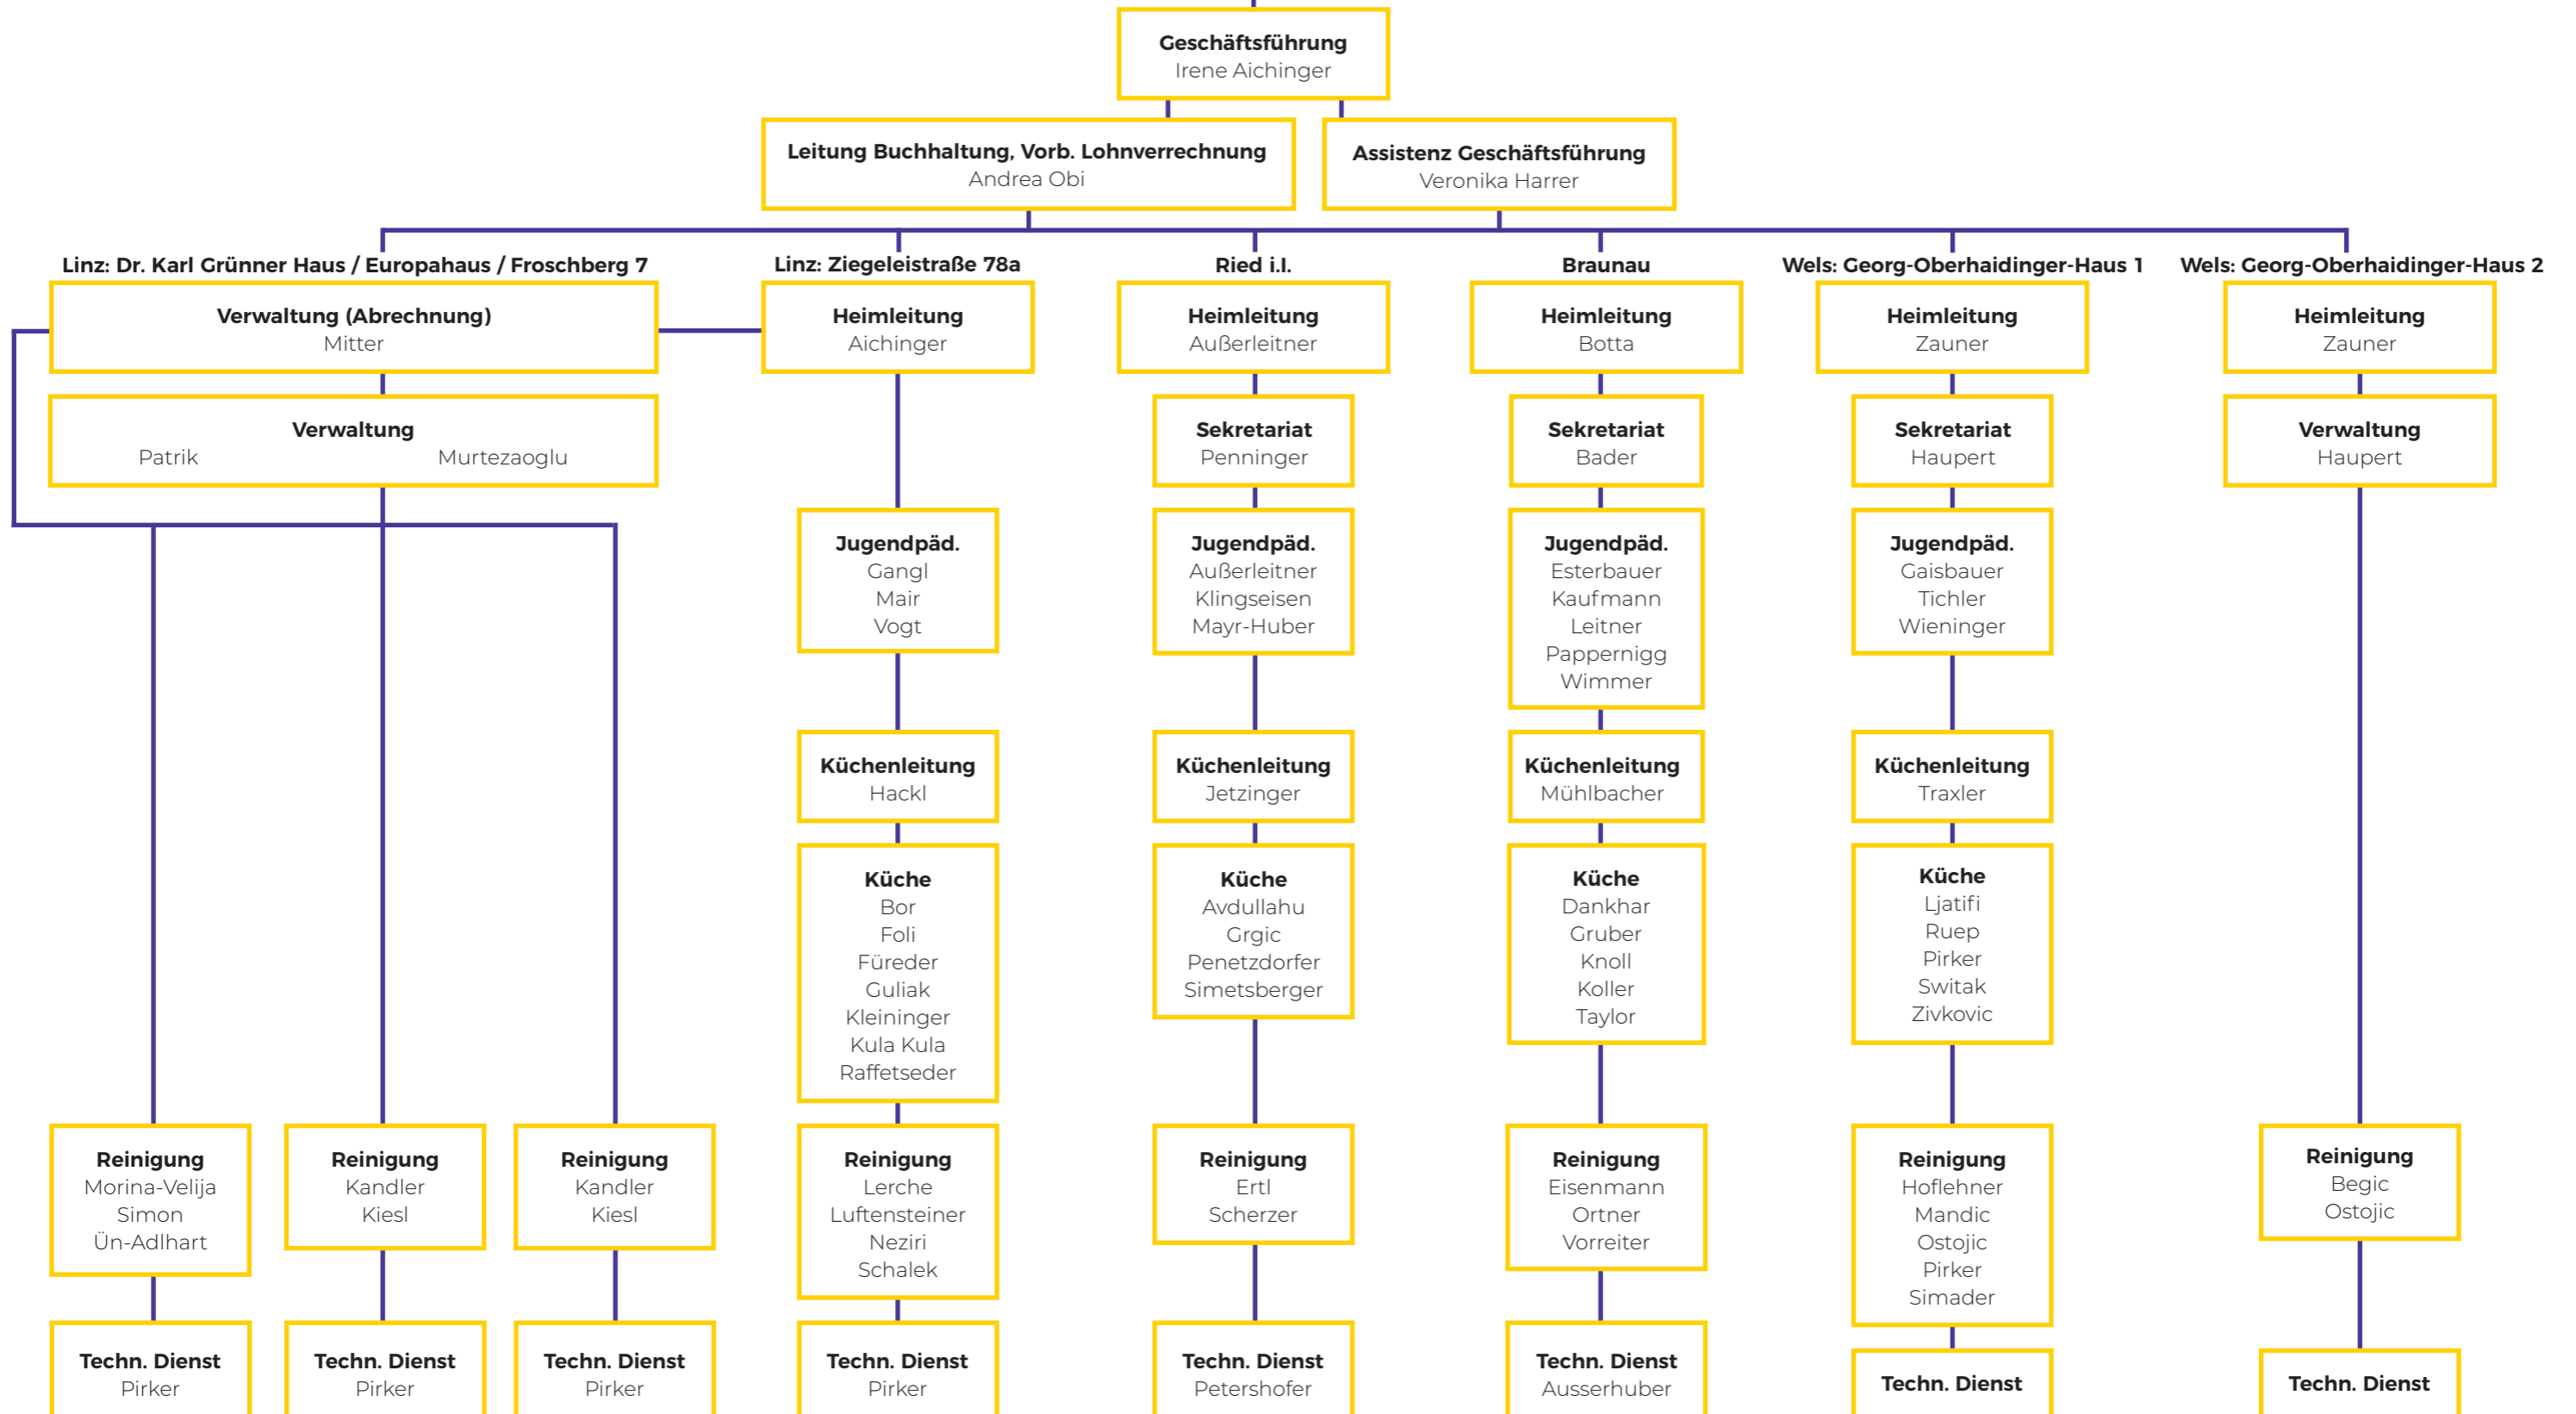 Geschäftsführung
Irene Aichinger
Leitung Buchhaltung, Vorb. Lohnverrechnung
Andrea Obi
Assistenz Geschäftsführung
Veronika Harrer
Linz: Dr. Karl Grünner Haus / Europahaus / Froschberg 7
Verwaltung (Abrechnung)
Mitter
Verwaltung
Patrik Murtezaoglu
Reinigung
Morina-Velija
Simon
Ün-Adlhart
Techn. Dienst
Pirker
Reinigung
Kandler
Kiesl
Techn. Dienst
Pirker
Reinigung
Kandler
Kiesl
Techn. Dienst
Pirker
Linz: Ziegeleistraße 78a
Heimleitung
Aichinger
Jugendpäd.
Gangl
Mair
Vogt
Küchenleitung
Hackl
Küche
Bor
Foli
Füreder
Guliak
Kleininger
Kula Kula
Raffetseder
Reinigung
Lerche
Luftensteiner
Neziri
Schalek
Techn. Dienst
Pirker
Ried i.I.
Heimleitung
Außerleitner
Sekretariat
Penninger
Jugendpäd.
Außerleitner
Klingseisen
Mayr-Huber
Küchenleitung
Jetzinger
Küche
Avdullahu
Grgic
Penetzdorfer
Simetsberger
Reinigung
Ertl
Scherzer
Techn. Dienst
Petershofer
Braunau
Heimleitung
Botta
Sekretariat
Bader
Jugendpäd.
Esterbauer
Kaufmann
Leitner
Pappernigg
Wimmer
Küchenleitung
Mühlbacher
Küche
Dankhar
Gruber
Knoll
Koller
Taylor
Reinigung
Eisenmann
Ortner
Vorreiter
Techn. Dienst
Ausserhuber
Wels: Georg-Oberhaidinger-Haus 1
Heimleitung
Zauner
Sekretariat
Haupert
Jugendpäd.
Gaisbauer
Tichler
Wieninger
Küchenleitung
Traxler
Küche
Ljatifi
Ruep
Pirker
Switak
Zivkovic
Reinigung
Hoflehner
Mandic
Ostojic
Pirker
Simader
Techn. Dienst
Wels: Georg-Oberhaidinger-Haus 2
Heimleitung
Zauner
Verwaltung
Haupert
Reinigung
Begic
Ostojic
Techn. Dienst